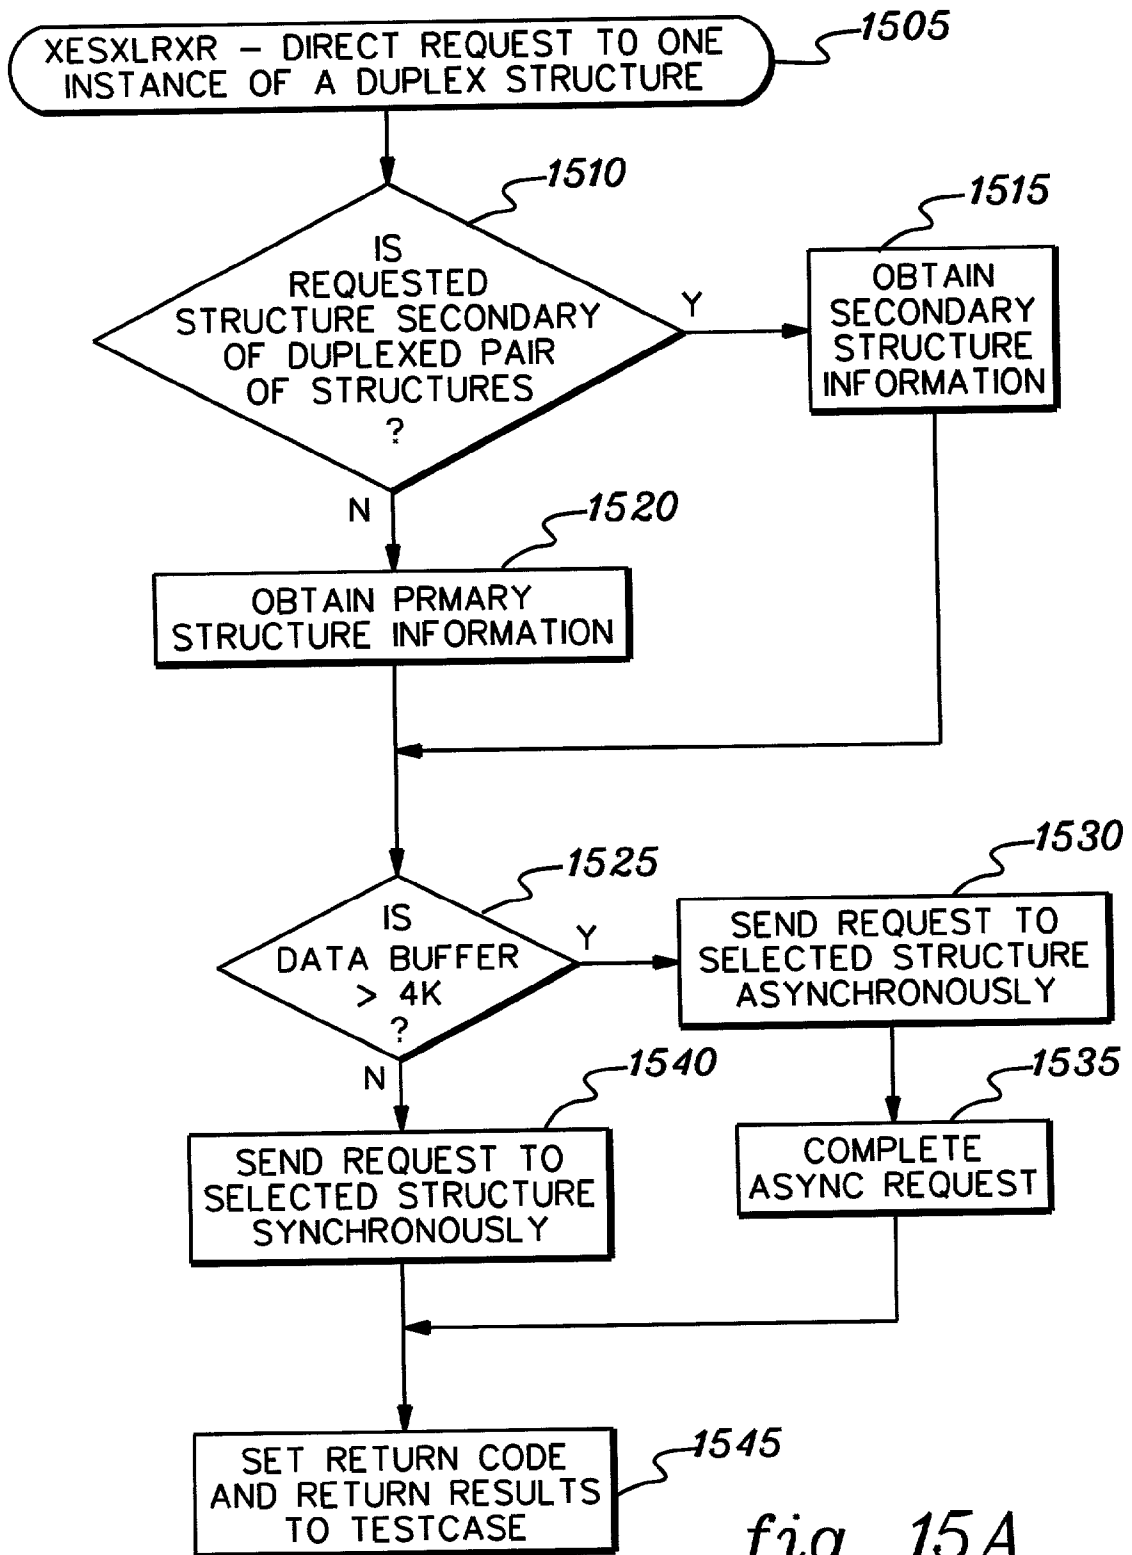 1505
XESXLRXR – DIRECT REQUEST TO ONE
INSTANCE OF A DUPLEX STRUCTURE
1510
IS
REQUESTED
STRUCTURE SECONDARY
OF DUPLEXED PAIR
OF STRUCTURES
?
Y
1515
OBTAIN
SECONDARY
STRUCTURE
INFORMATION
N
1520
OBTAIN PRMARY
STRUCTURE INFORMATION
1525
IS
DATA BUFFER
> 4K
?
Y
1530
SEND REQUEST TO
SELECTED STRUCTURE
ASYNCHRONOUSLY
1535
COMPLETE
ASYNC REQUEST
N
1540
SEND REQUEST TO
SELECTED STRUCTURE
SYNCHRONOUSLY
1545
SET RETURN CODE
AND RETURN RESULTS
TO TESTCASE
fig. 15A